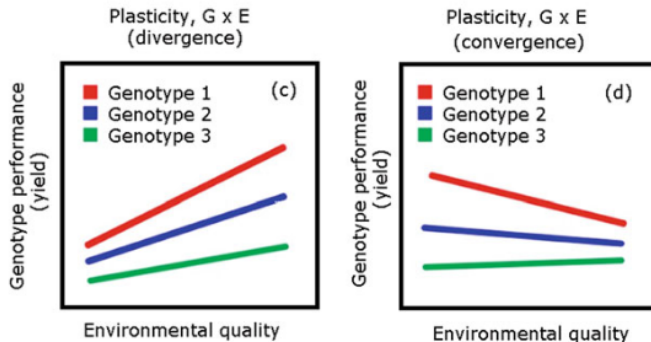 Plasticity, G x E
(divergence)
Genotype performance
(yield)
Genotype 1
Genotype 2
Genotype 3
(c)
Environmental quality
Plasticity, G x E
(convergence)
Genotype performance
(yield)
Genotype 1
Genotype 2
Genotype 3
(d)
Environmental quality